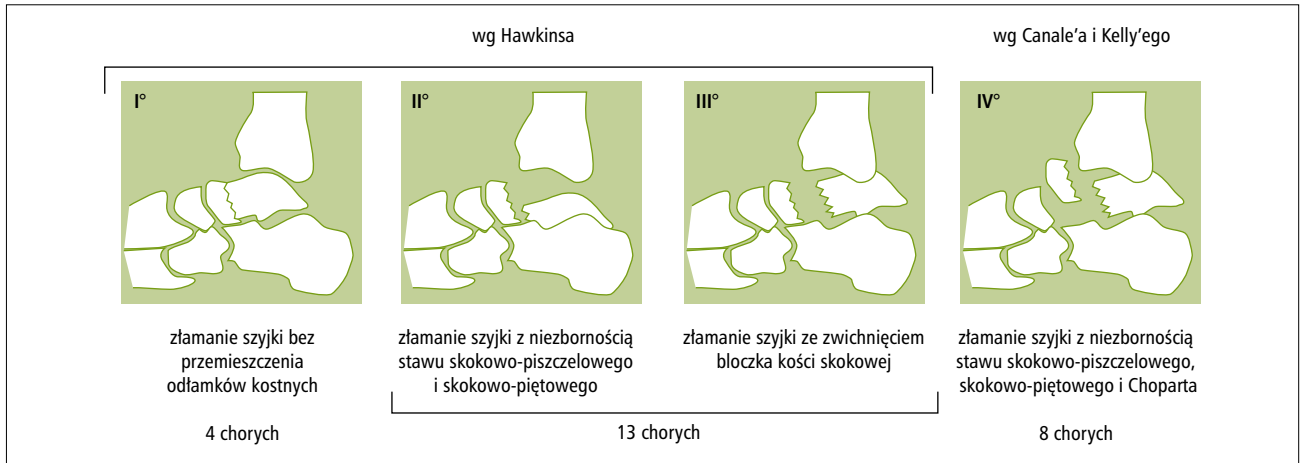 wg Hawkinsa
wg Canale'a i Kelly'ego
I°
II°
III°
IV°
złamanie szyjki bez
przemieszczenia
odłamków kostnych
złamanie szyjki z niezbornością
stawu skokowo-piszczelowego
i skokowo-piętowego
złamanie szyjki ze zwichnięciem
bloczka kości skokowej
złamanie szyjki z niezbornością
stawu skokowo-piszczelowego,
skokowo-piętowego i Choparta
4 chorych
13 chorych
8 chorych